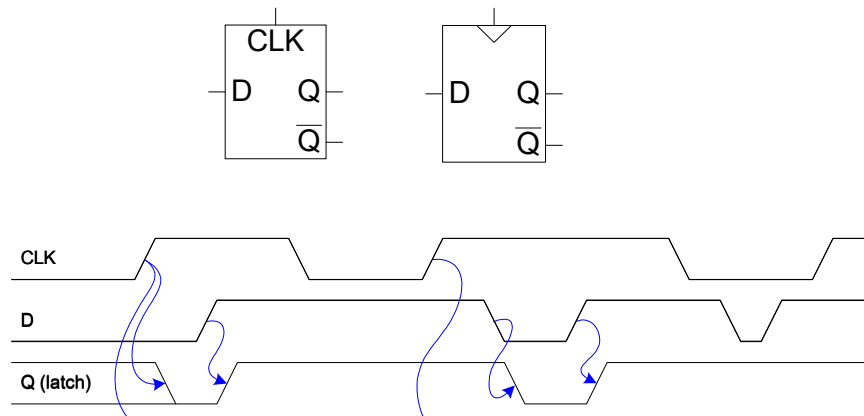 CLK
D Q
Q̅
D Q
Q̅
CLK
D
Q (latch)